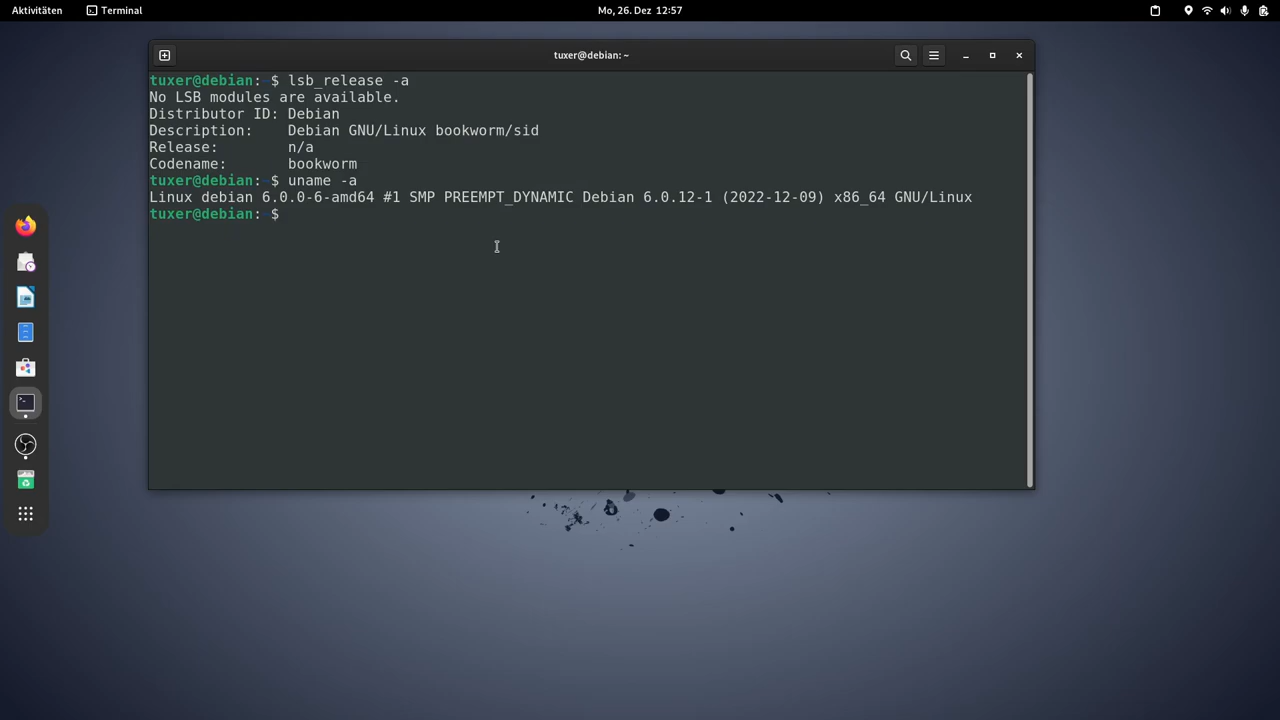 Aktivitäten Terminal Mo, 26. Dez 12:57
tuxer@debian: ~
tuxer@debian:~$ lsb_release -a
No LSB modules are available.
Distributor ID: Debian
Description: Debian GNU/Linux bookworm/sid
Release: n/a
Codename: bookworm
tuxer@debian:~$ uname -a
Linux debian 6.0.0-6-amd64 #1 SMP PREEMPT_DYNAMIC Debian 6.0.12-1 (2022-12-09) x86_64 GNU/Linux
tuxer@debian:~$